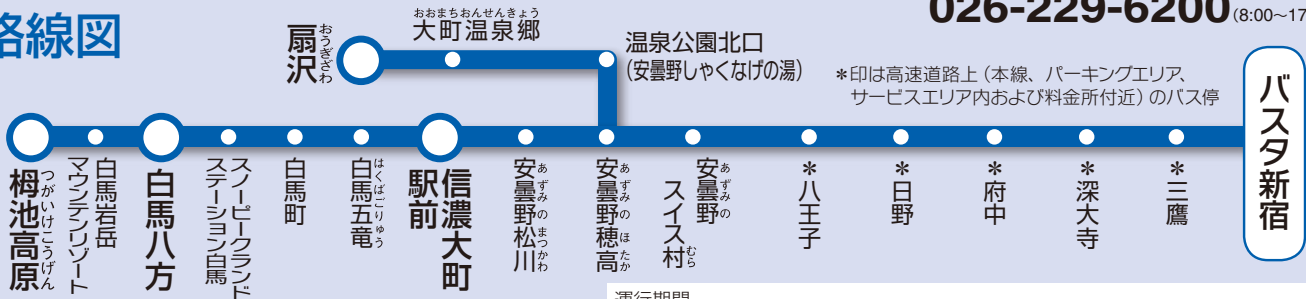 路線図
026-229-6200(8:00~17
おうぎざわ
扇沢
おおまちおんせんきょう
大町温泉郷
温泉公園北口
(安曇野しゃくなげの湯)
*印は高速道路上(本線、パーキングエリア、
サービスエリア内および料金所付近)のバス停
つがいけこうげん
栂池高原
白馬岩岳
マウンテンリゾート
白馬八方
スノーピークランド
ステーション白馬
白馬町
はくばごりゅう
白馬五竜
信濃大町
駅前
あずみのまつかわ
安曇野松川
あずみのほたか
安曇野穂高
あずみの
安曇野
スイス村
むら
*八王子
*日野
*府中
*深大寺
*三鷹
バスタ新宿
運行期間